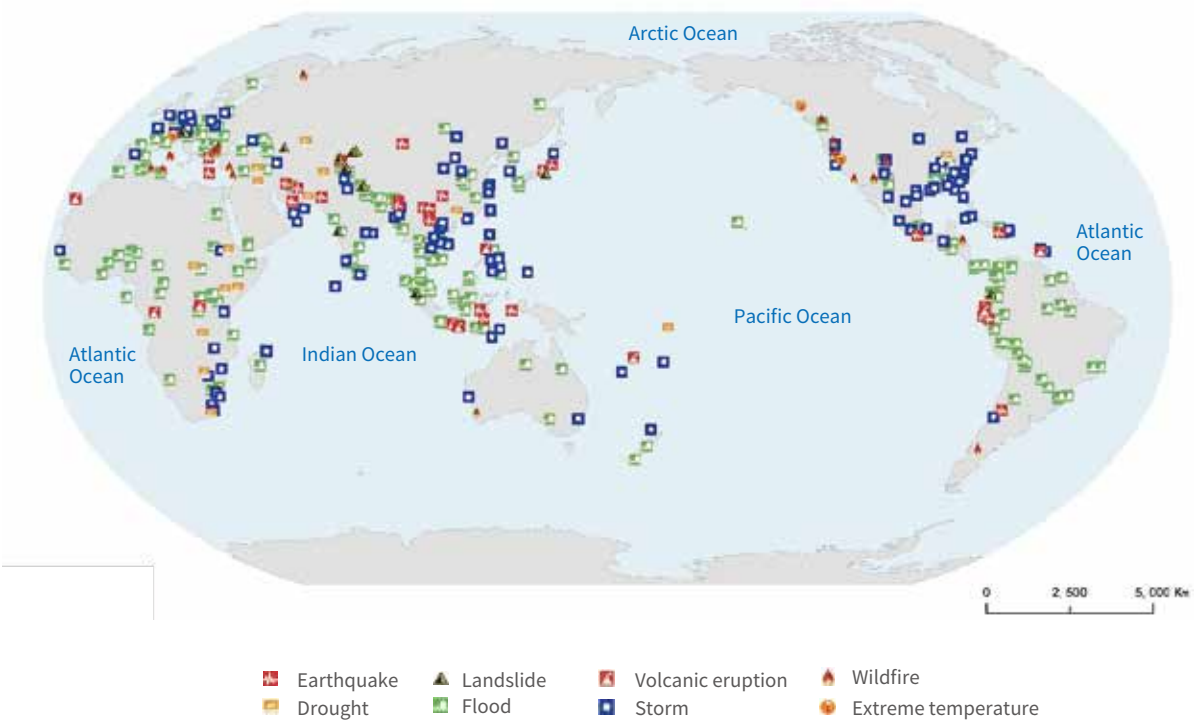 Arctic Ocean
Atlantic
Ocean
Pacific Ocean
Atlantic
Ocean
Indian Ocean
0 2 500 5, 000 Km
Earthquake Landslide Volcanic eruption Wildfire
Drought Flood Storm Extreme temperature